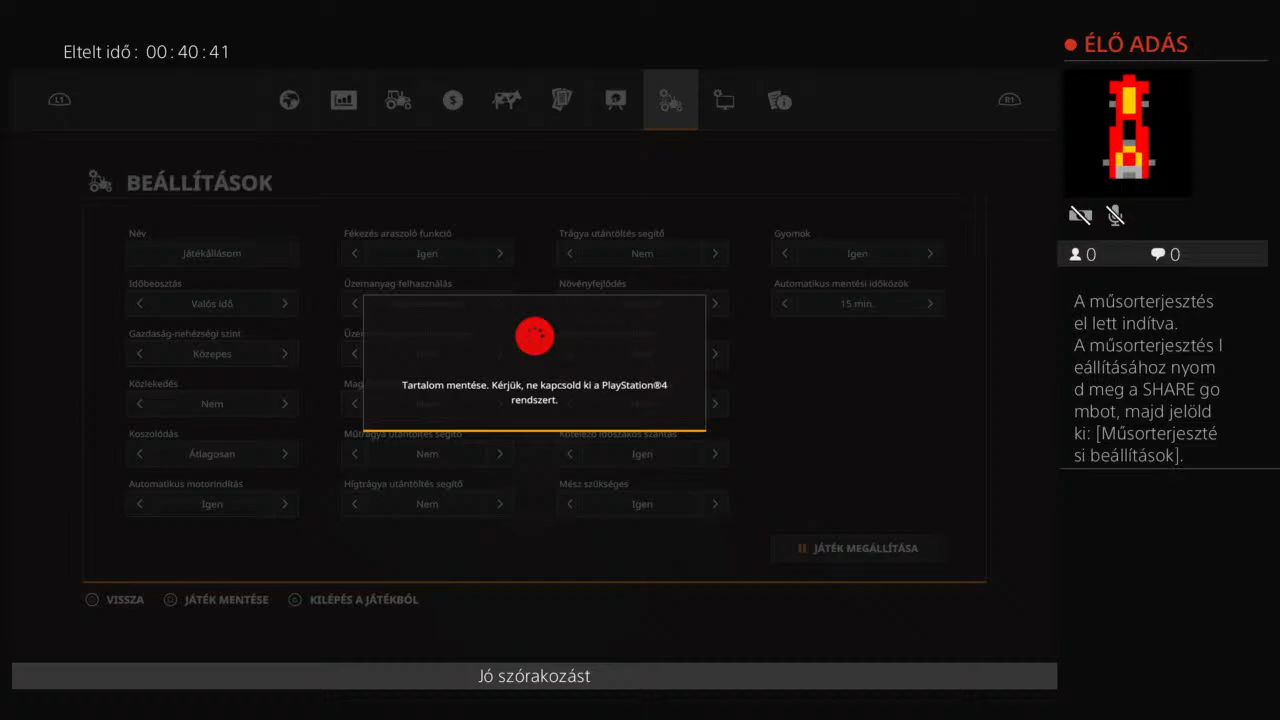 Eltelt idő: 00:40:41
ÉLŐ ADÁS
L1
R1
BEÁLLÍTÁSOK
Név
Játékállásom
Időbeosztás
Valós idő
Gazdaság-nehézségi szint
Közepes
Közlekedés
Nem
Koszolódás
Átlagosan
Automatikus motorindítás
Igen
Fékezés araszoló funkció
Igen
Üzemanyag-felhasználás
Műtrágya utántöltés segítő
Nem
Hígtrágya utántöltés segítő
Nem
Trágya utántöltés segítő
Nem
Növényfejlődés
Kötelező időszakos szántás
Igen
Mész szükséges
Igen
Gyomok
Igen
Automatikus mentési időközök
15 min.
Tartalom mentése. Kérjük, ne kapcsold ki a PlayStation®4
rendszert.
JÁTÉK MEGÁLLÍTÁSA
VISSZA
JÁTÉK MENTÉSE
KILÉPÉS A JÁTÉKBÓL
0
0
A műsorterjesztés
el lett indítva.
A műsorterjesztés l
eállításához nyom
d meg a SHARE go
mbot, majd jelöld
ki: [Műsorterjeszté
si beállítások].
Jó szórakozást